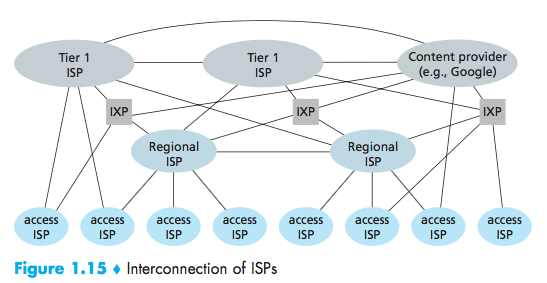 Tier 1
ISP
Tier 1
ISP
Content provider
(e.g., Google)
IXP
IXP
IXP
Regional
ISP
Regional
ISP
access
ISP
access
ISP
access
ISP
access
ISP
access
ISP
access
ISP
access
ISP
access
ISP
Figure 1.15 ♦ Interconnection of ISPs